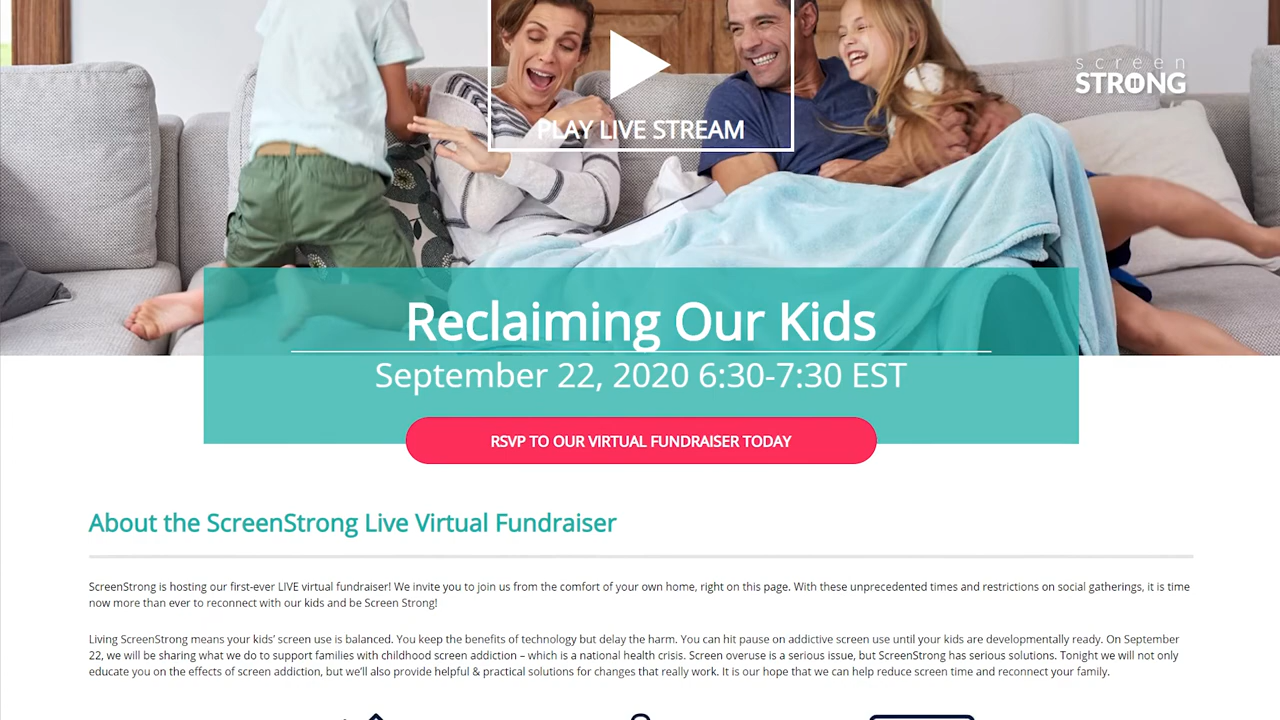 screen
STRONG
PLAY LIVE STREAM
Reclaiming Our Kids
September 22, 2020 6:30-7:30 EST
RSVP TO OUR VIRTUAL FUNDRAISER TODAY
About the ScreenStrong Live Virtual Fundraiser
ScreenStrong is hosting our first-ever LIVE virtual fundraiser! We invite you to join us from the comfort of your own home, right on this page. With these unprecedented times and restrictions on social gatherings, it is time
now more than ever to reconnect with our kids and be Screen Strong!
Living ScreenStrong means your kids’ screen use is balanced. You keep the benefits of technology but delay the harm. You can hit pause on addictive screen use until your kids are developmentally ready. On September
22, we will be sharing what we do to support families with childhood screen addiction – which is a national health crisis. Screen overuse is a serious issue, but ScreenStrong has serious solutions. Tonight we will not only
educate you on the effects of screen addiction, but we’ll also provide helpful & practical solutions for changes that really work. It is our hope that we can help reduce screen time and reconnect your family.